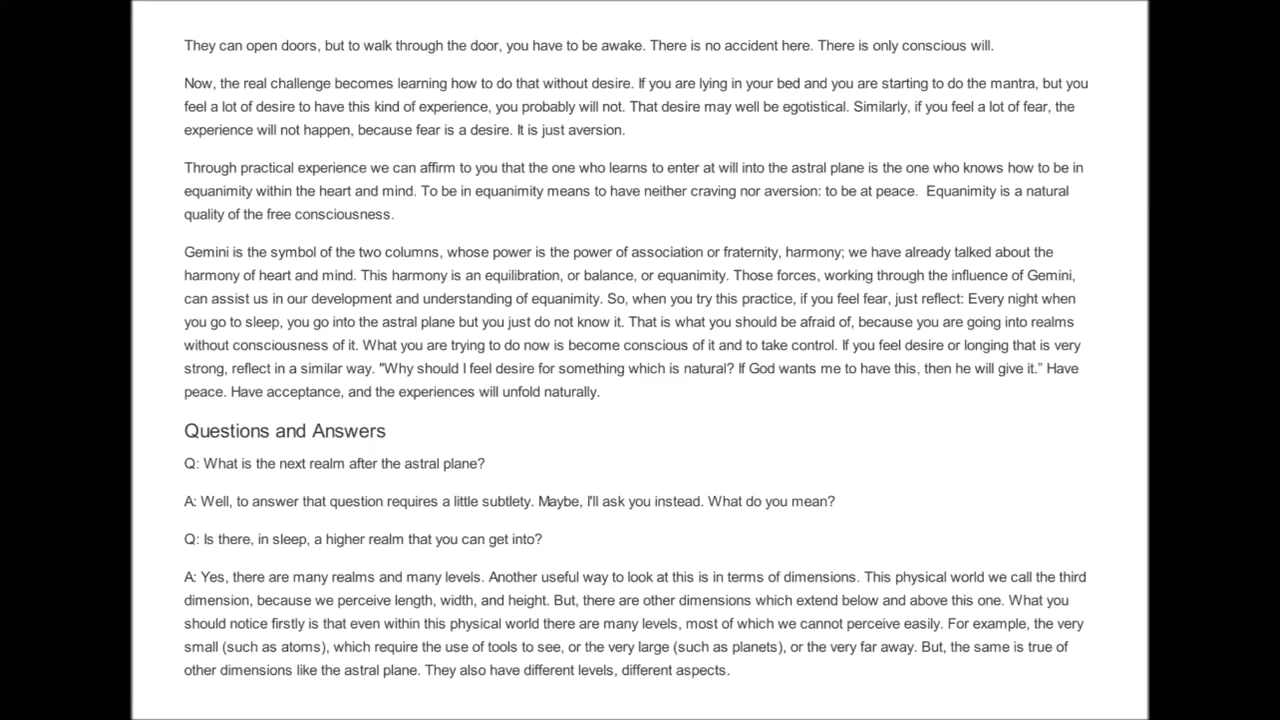 They can open doors, but to walk through the door, you have to be awake. There is no accident here. There is only conscious will.
Now, the real challenge becomes learning how to do that without desire. If you are lying in your bed and you are starting to do the mantra, but you
feel a lot of desire to have this kind of experience, you probably will not. That desire may well be egotistical. Similarly, if you feel a lot of fear, the
experience will not happen, because fear is a desire. It is just aversion.
Through practical experience we can affirm to you that the one who learns to enter at will into the astral plane is the one who knows how to be in
equanimity within the heart and mind. To be in equanimity means to have neither craving nor aversion: to be at peace.  Equanimity is a natural
quality of the free consciousness.
Gemini is the symbol of the two columns, whose power is the power of association or fraternity, harmony; we have already talked about the
harmony of heart and mind. This harmony is an equilibration, or balance, or equanimity. Those forces, working through the influence of Gemini,
can assist us in our development and understanding of equanimity. So, when you try this practice, if you feel fear, just reflect: Every night when
you go to sleep, you go into the astral plane but you just do not know it. That is what you should be afraid of, because you are going into realms
without consciousness of it. What you are trying to do now is become conscious of it and to take control. If you feel desire or longing that is very
strong, reflect in a similar way. "Why should I feel desire for something which is natural? If God wants me to have this, then he will give it.” Have
peace. Have acceptance, and the experiences will unfold naturally.
Questions and Answers
Q: What is the next realm after the astral plane?
A: Well, to answer that question requires a little subtlety. Maybe, I'll ask you instead. What do you mean?
Q: Is there, in sleep, a higher realm that you can get into?
A: Yes, there are many realms and many levels. Another useful way to look at this is in terms of dimensions. This physical world we call the third
dimension, because we perceive length, width, and height. But, there are other dimensions which extend below and above this one. What you
should notice firstly is that even within this physical world there are many levels, most of which we cannot perceive easily. For example, the very
small (such as atoms), which require the use of tools to see, or the very large (such as planets), or the very far away. But, the same is true of
other dimensions like the astral plane. They also have different levels, different aspects.